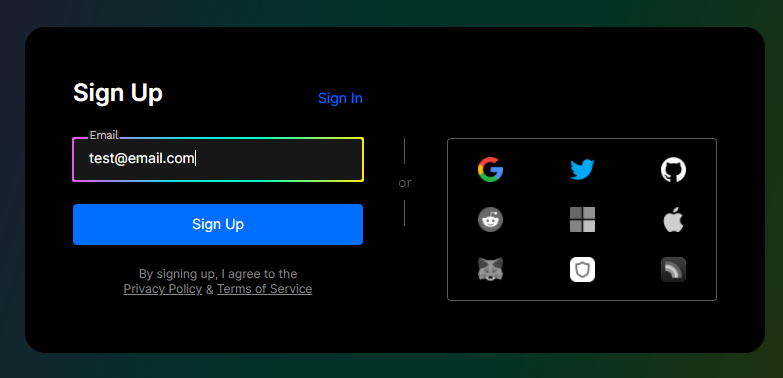 Sign Up
Sign In
Email
test@email.com
or
Sign Up
By signing up, I agree to the
Privacy Policy & Terms of Service